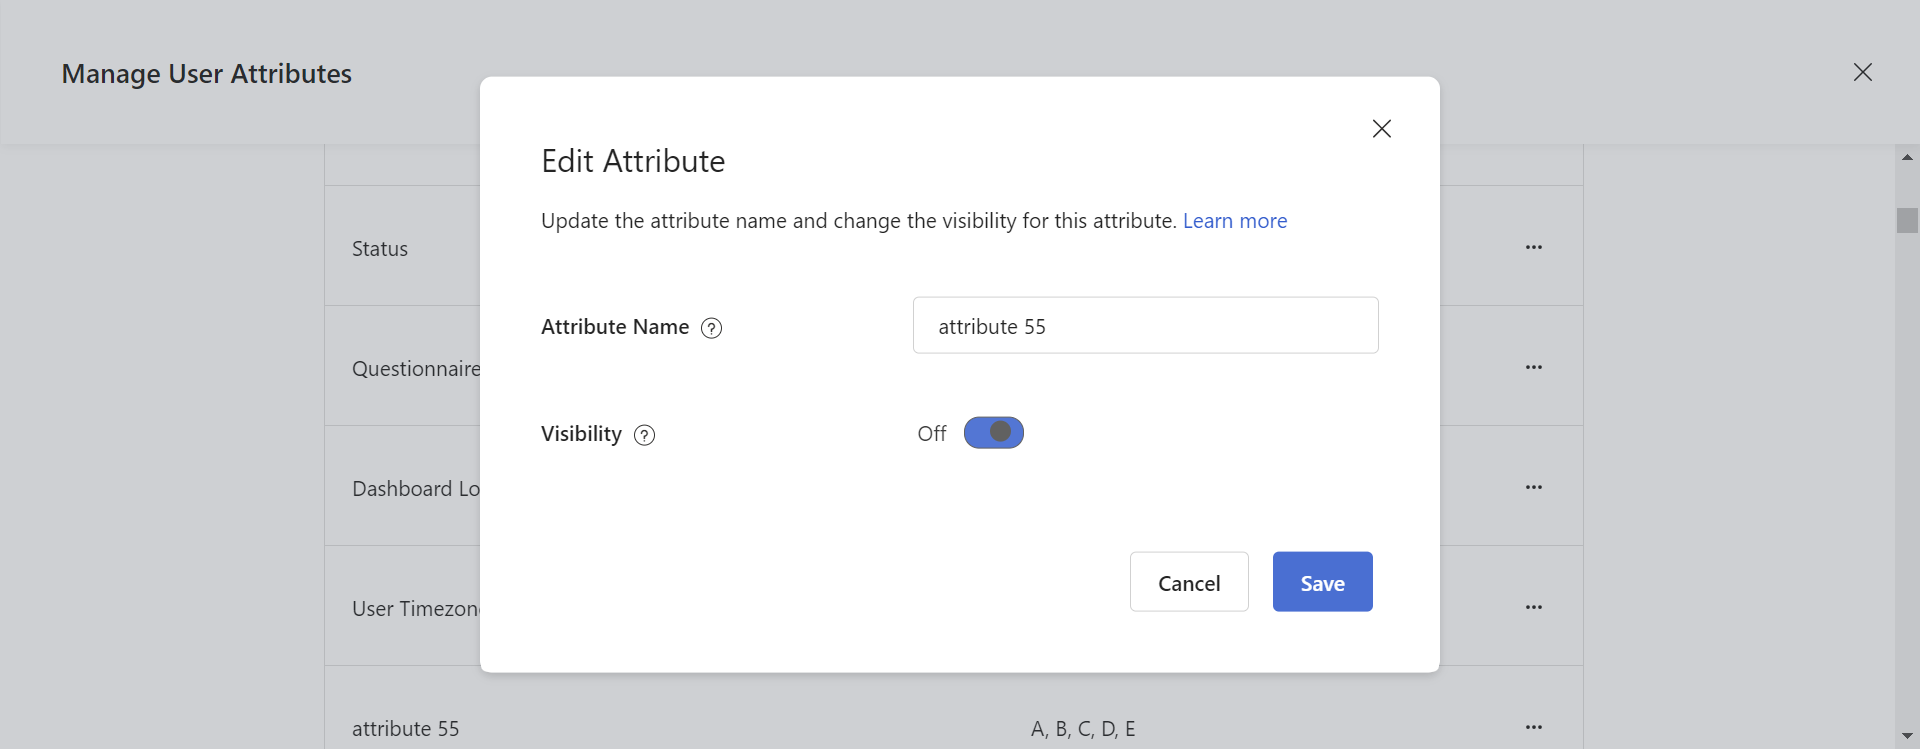 Manage User Attributes
Edit Attribute
Update the attribute name and change the visibility for this attribute. Learn more
Status
Attribute Name ?
attribute 55
Questionnaire
Visibility ?
Off
Dashboard Lo
Cancel
Save
User Timezon
attribute 55
A, B, C, D, E